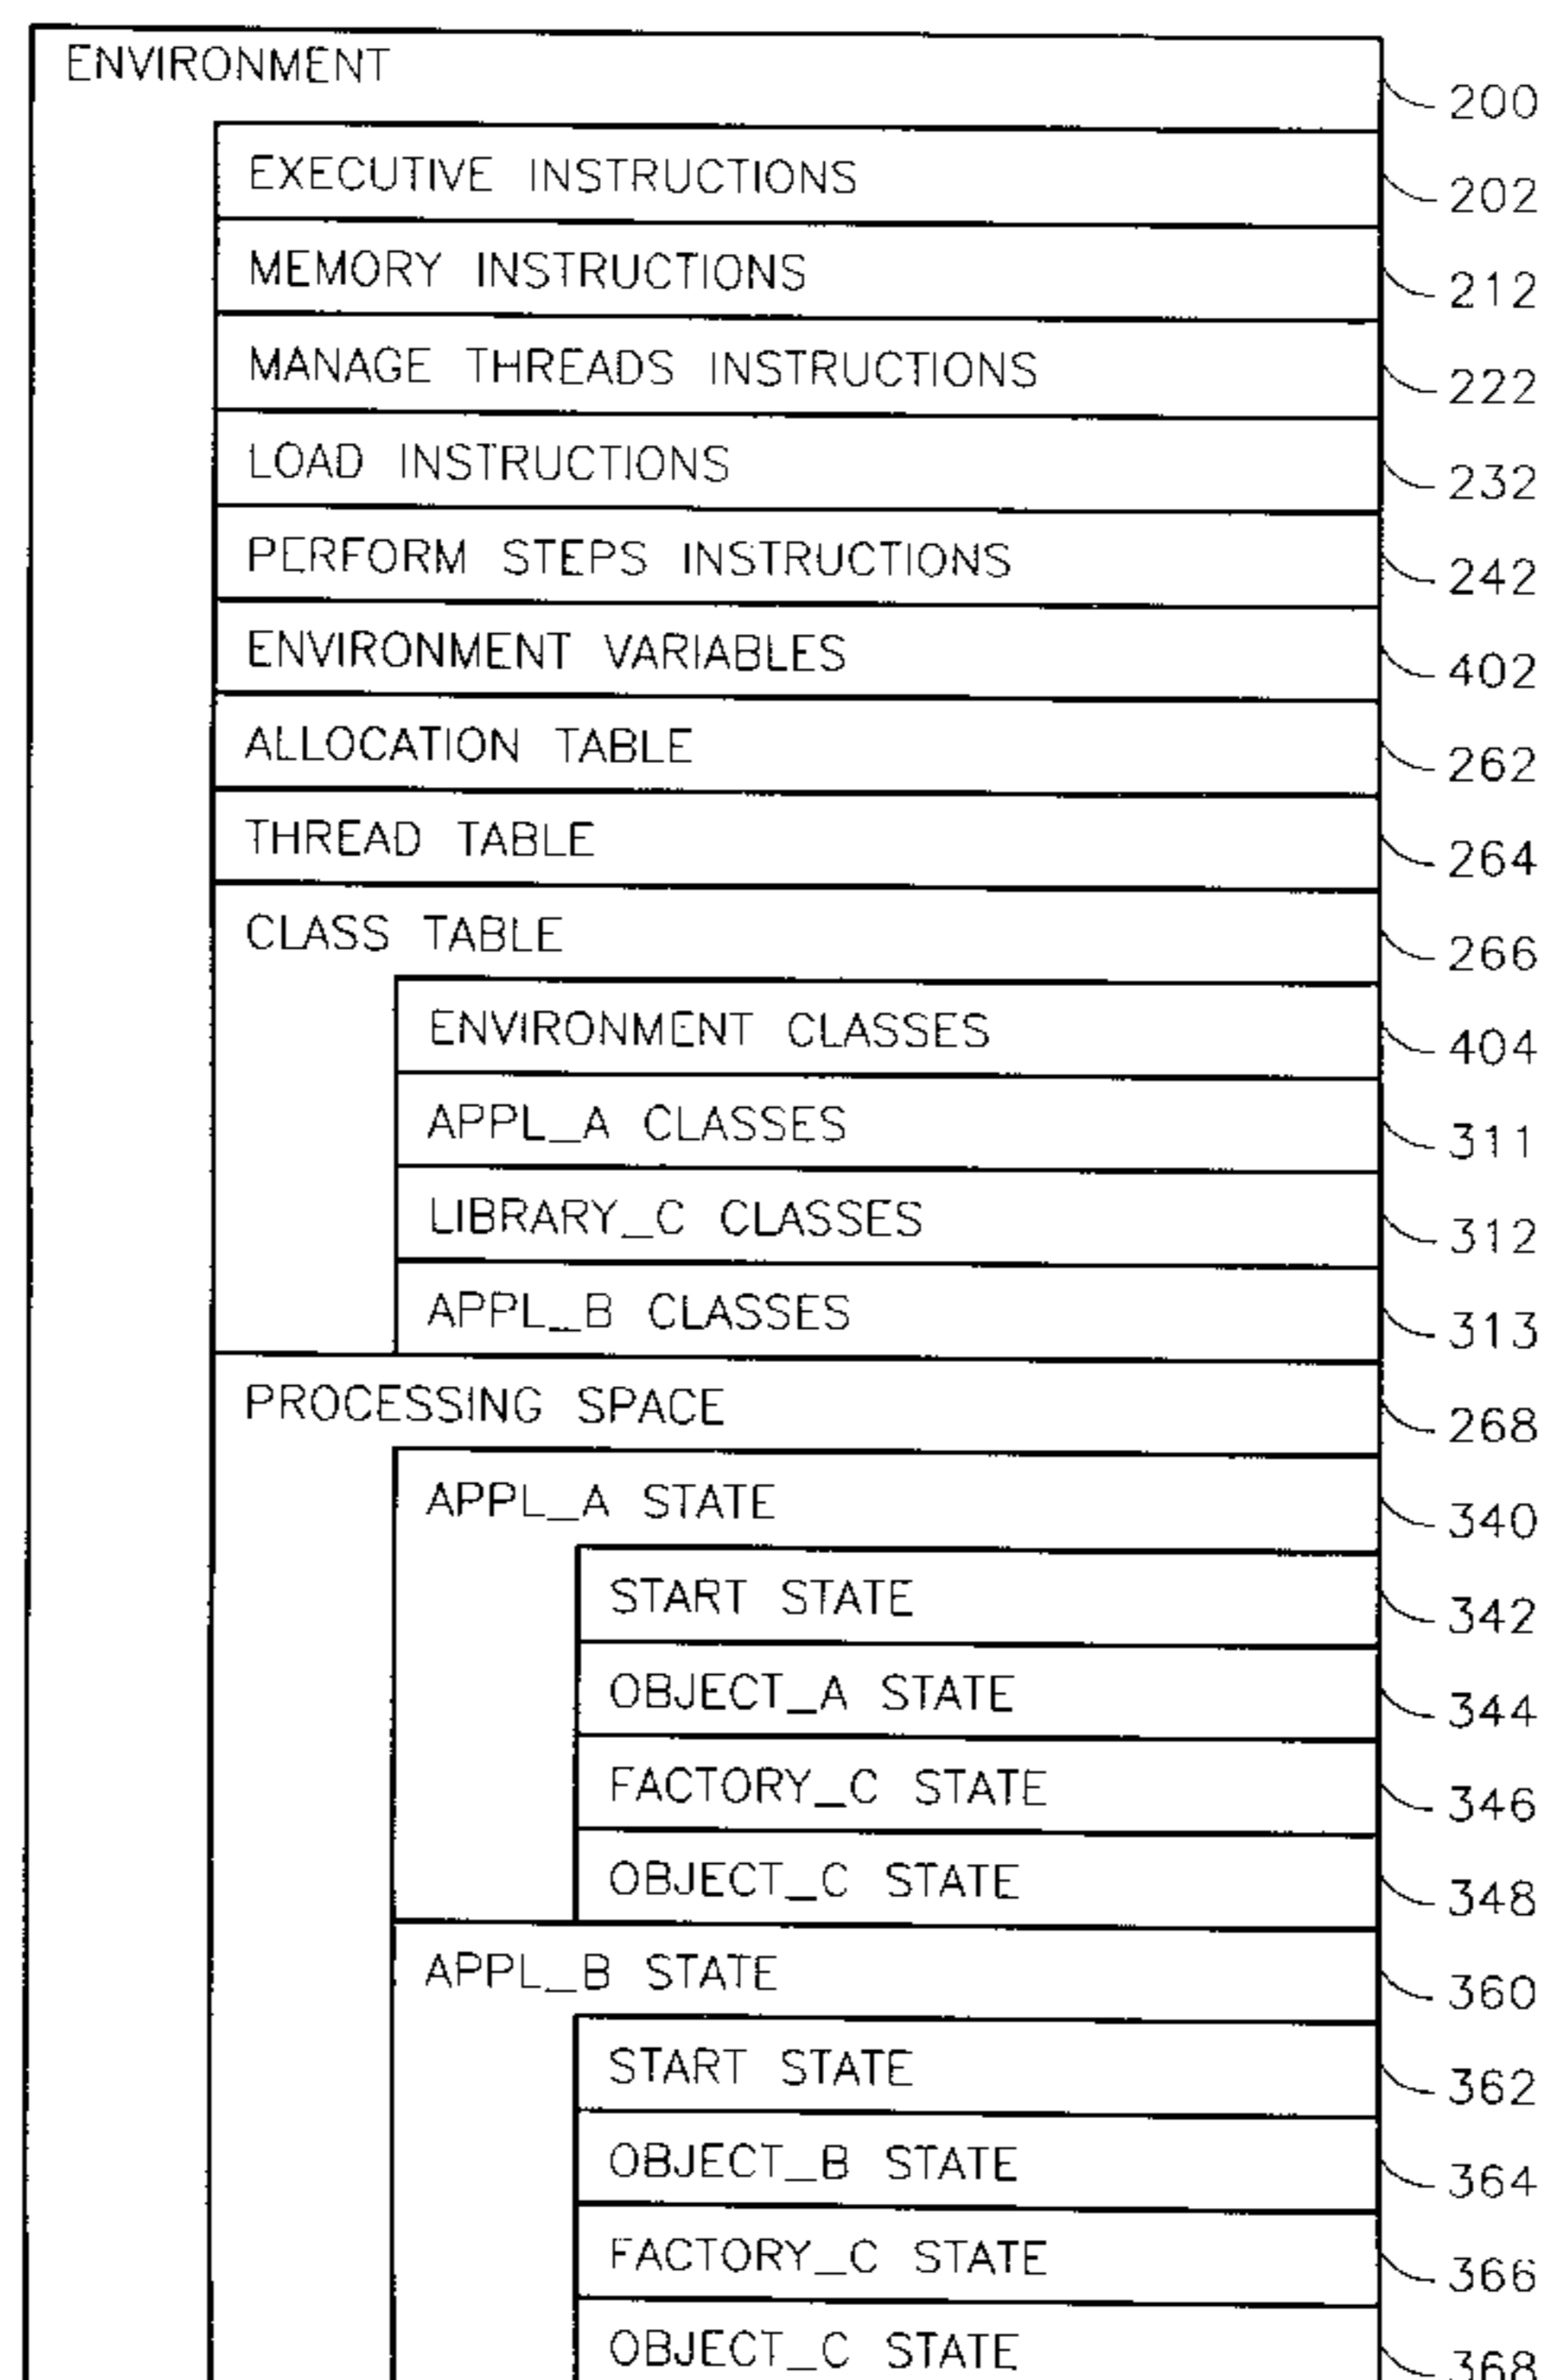 ENVIRONMENT 200
EXECUTIVE INSTRUCTIONS 202
MEMORY INSTRUCTIONS 212
MANAGE THREADS INSTRUCTIONS 222
LOAD INSTRUCTIONS 232
PERFORM STEPS INSTRUCTIONS 242
ENVIRONMENT VARIABLES 402
ALLOCATION TABLE 262
THREAD TABLE 264
CLASS TABLE 266
ENVIRONMENT CLASSES 404
APPL_A CLASSES 311
LIBRARY_C CLASSES 312
APPL_B CLASSES 313
PROCESSING SPACE 268
APPL_A STATE 340
START STATE 342
OBJECT_A STATE 344
FACTORY_C STATE 346
OBJECT_C STATE 348
APPL_B STATE 360
START STATE 362
OBJECT_B STATE 364
FACTORY_C STATE 366
OBJECT_C STATE 368